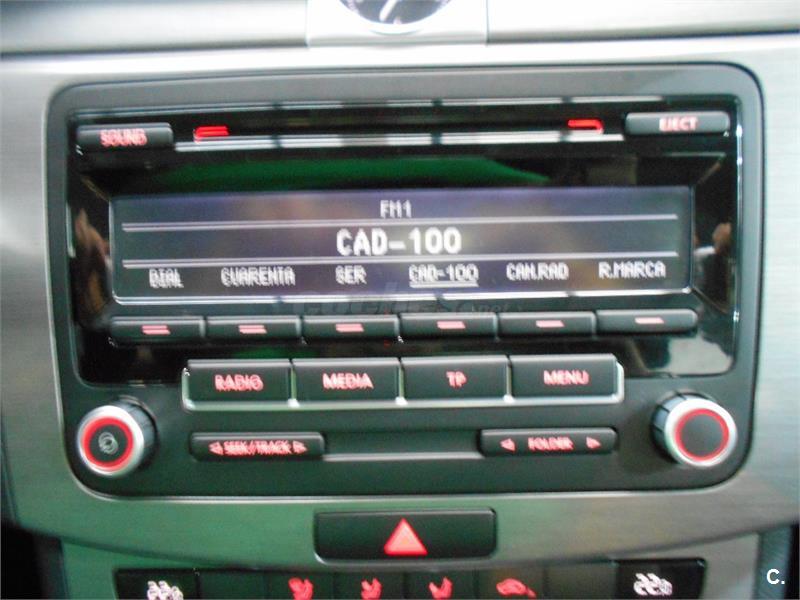 SOUND EJECT
FM1
CAD-100
DIAL CUARENTA SER CAD-100 CAN.RAD R.MARCA
RADIO MEDIA TP MENU
SEEK/TRACK FOLDER
C.